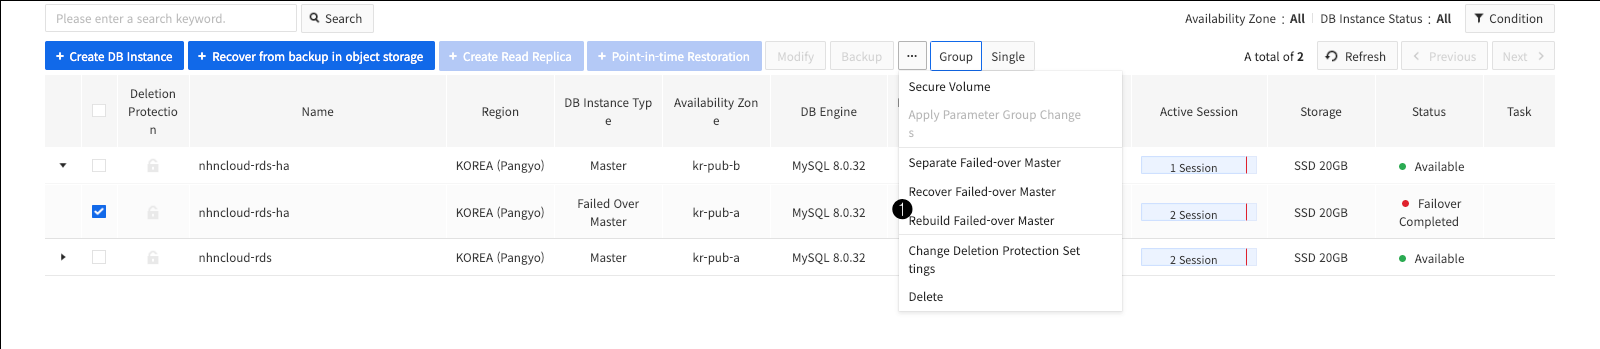 Please enter a search keyword.
Search
Availability Zone : All
DB Instance Status : All
Condition
+ Create DB Instance
+ Recover from backup in object storage
+ Create Read Replica
+ Point-in-time Restoration
Modify
Backup
...
Group
Single
A total of 2
Refresh
< Previous
Next >
Deletion
Protectio
n
Name
Region
DB Instance Typ
e
Availability Zon
e
DB Engine
Active Session
Storage
Status
Task
Secure Volume
Apply Parameter Group Change
s
Separate Failed-over Master
Recover Failed-over Master
1
Rebuild Failed-over Master
Change Deletion Protection Set
tings
Delete
nhncloud-rds-ha
KOREA (Pangyo)
Master
kr-pub-b
MySQL 8.0.32
1 Session
SSD 20GB
Available
nhncloud-rds-ha
KOREA (Pangyo)
Failed Over
Master
kr-pub-a
MySQL 8.0.32
2 Session
SSD 20GB
Failover
Completed
nhncloud-rds
KOREA (Pangyo)
Master
kr-pub-a
MySQL 8.0.32
2 Session
SSD 20GB
Available